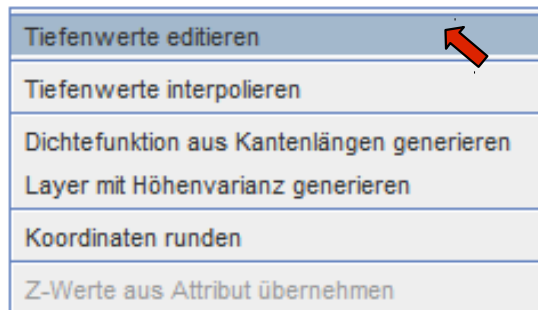 Tiefenwerte editieren
Tiefenwerte interpolieren
Dichtefunktion aus Kantenlängen generieren
Layer mit Höhenvarianz generieren
Koordinaten runden
Z-Werte aus Attribut übernehmen